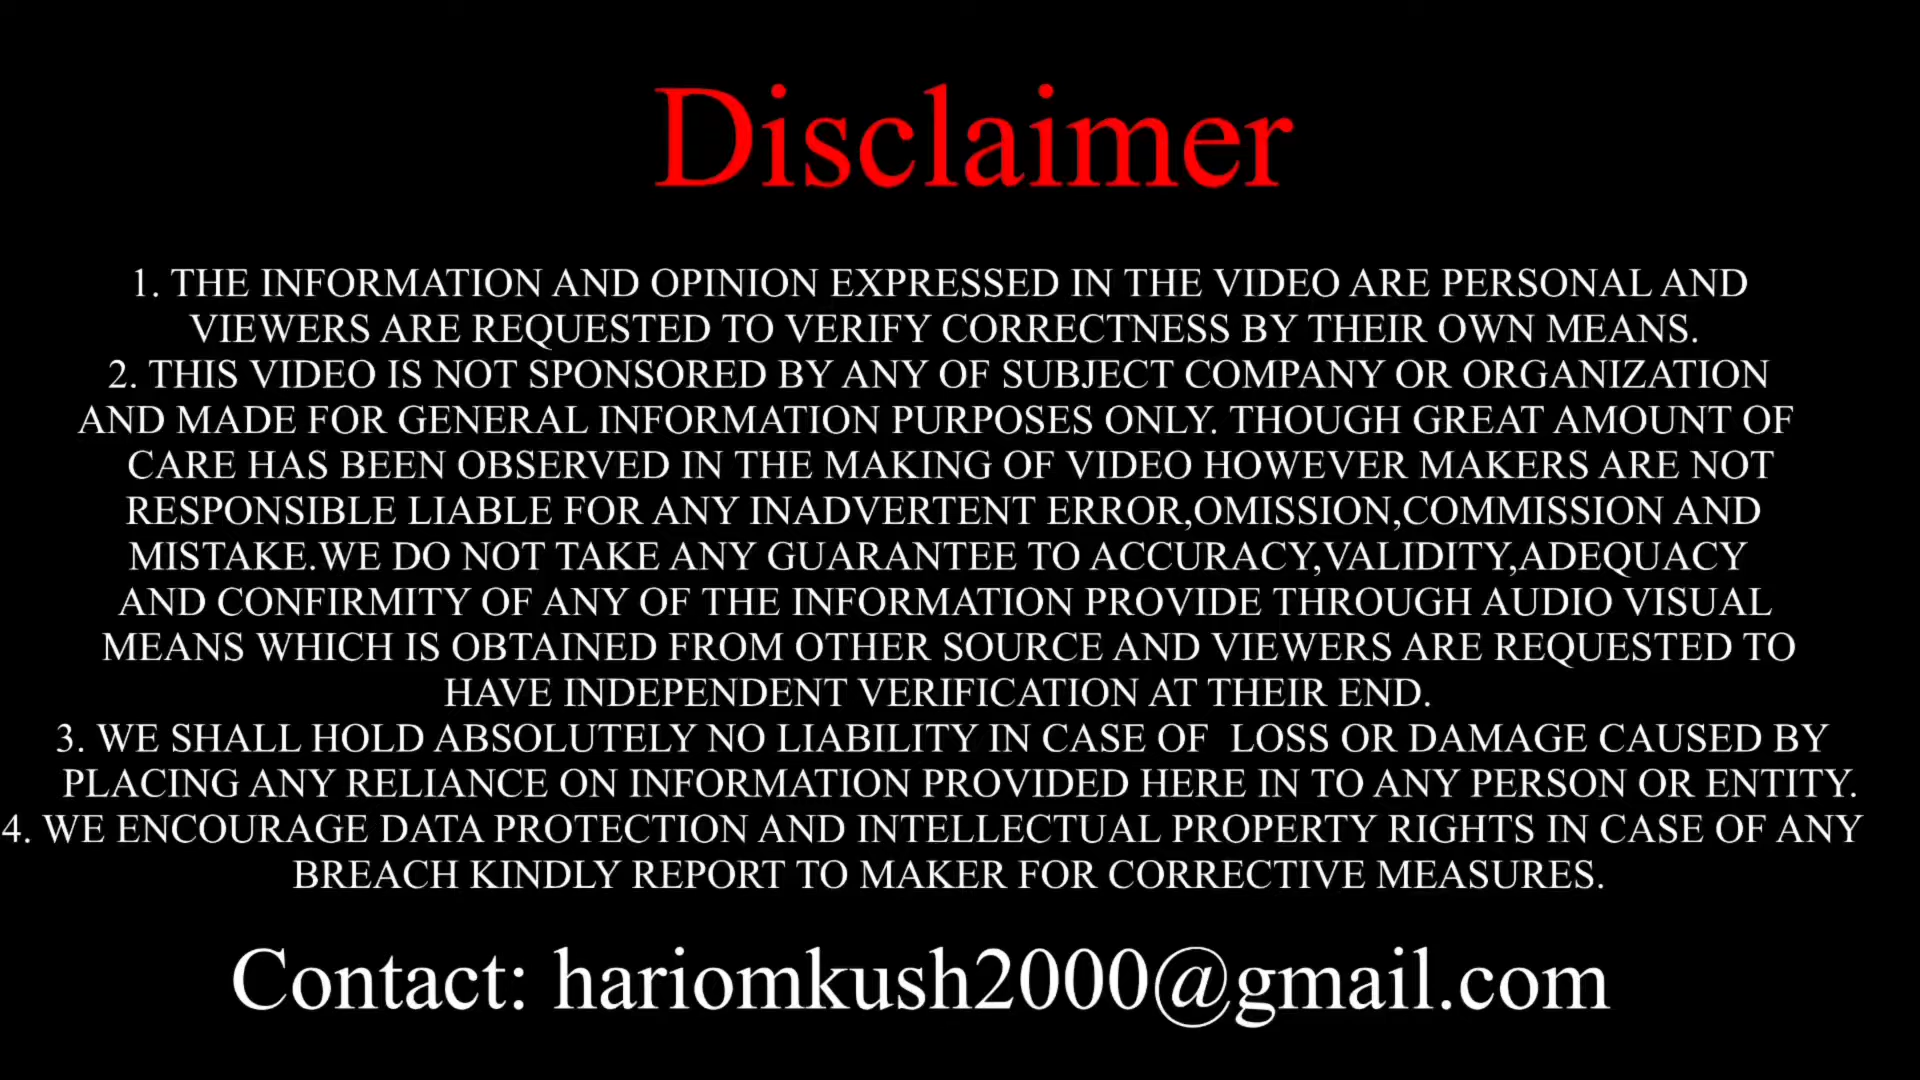 Disclaimer
1. THE INFORMATION AND OPINION EXPRESSED IN THE VIDEO ARE PERSONAL AND
VIEWERS ARE REQUESTED TO VERIFY CORRECTNESS BY THEIR OWN MEANS.
2. THIS VIDEO IS NOT SPONSORED BY ANY OF SUBJECT COMPANY OR ORGANIZATION
AND MADE FOR GENERAL INFORMATION PURPOSES ONLY. THOUGH GREAT AMOUNT OF
CARE HAS BEEN OBSERVED IN THE MAKING OF VIDEO HOWEVER MAKERS ARE NOT
RESPONSIBLE LIABLE FOR ANY INADVERTENT ERROR,OMISSION,COMMISSION AND
MISTAKE.WE DO NOT TAKE ANY GUARANTEE TO ACCURACY,VALIDITY,ADEQUACY
AND CONFIRMITY OF ANY OF THE INFORMATION PROVIDE THROUGH AUDIO VISUAL
MEANS WHICH IS OBTAINED FROM OTHER SOURCE AND VIEWERS ARE REQUESTED TO
HAVE INDEPENDENT VERIFICATION AT THEIR END.
3. WE SHALL HOLD ABSOLUTELY NO LIABILITY IN CASE OF  LOSS OR DAMAGE CAUSED BY
PLACING ANY RELIANCE ON INFORMATION PROVIDED HERE IN TO ANY PERSON OR ENTITY.
4. WE ENCOURAGE DATA PROTECTION AND INTELLECTUAL PROPERTY RIGHTS IN CASE OF ANY
BREACH KINDLY REPORT TO MAKER FOR CORRECTIVE MEASURES.
Contact: hariomkush2000@gmail.com